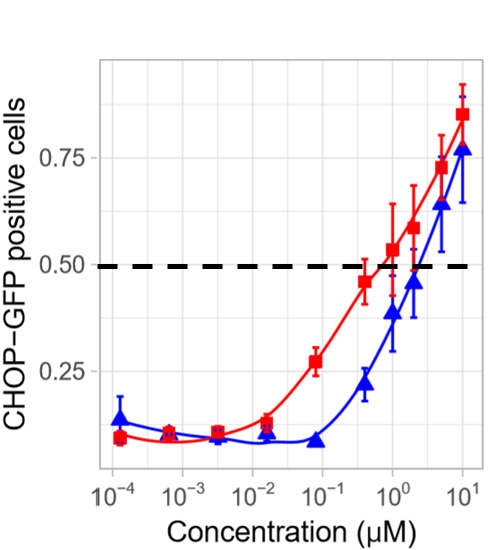 CHOP−GFP positive cells
0.75
0.50
0.25
10⁻⁴ 10⁻³ 10⁻² 10⁻¹ 10⁰ 10¹
Concentration (μM)